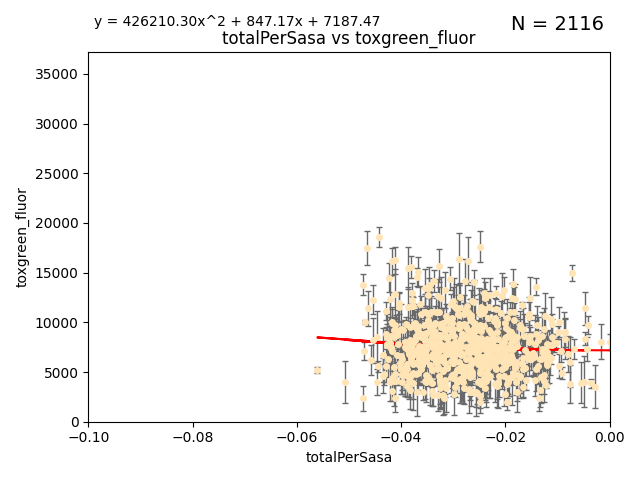 y = 426210.30x^2 + 847.17x + 7187.47
N = 2116
totalPerSasa vs toxgreen_fluor
35000
30000
25000
20000
15000
10000
5000
0
toxgreen_fluor
−0.10
−0.08
−0.06
−0.04
−0.02
0.00
totalPerSasa